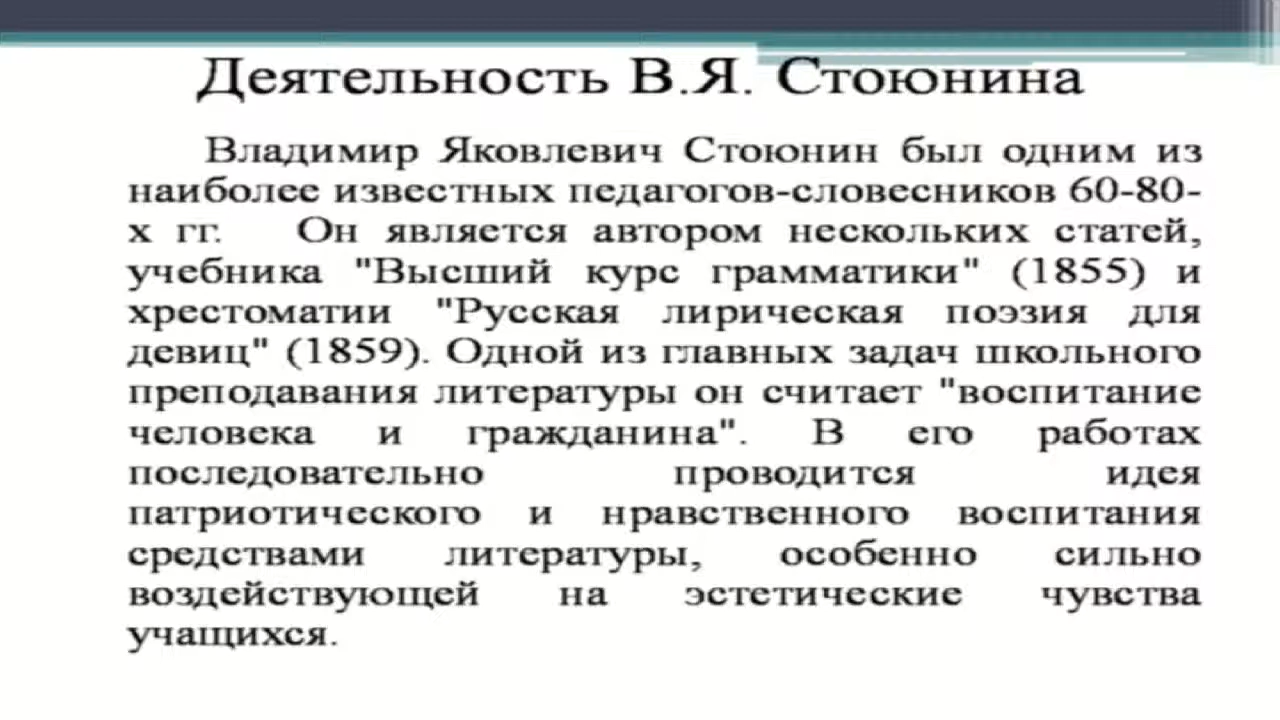 Деятельность В.Я. Стоюнина
Владимир Яковлевич Стоюнин был одним из
наиболее известных педагогов-словесников 60-80-
х гг. Он является автором нескольких статей,
учебника "Высший курс грамматики" (1855) и
хрестоматии "Русская лирическая поэзия для
девиц" (1859). Одной из главных задач школьного
преподавания литературы он считает "воспитание
человека и гражданина". В его работах
последовательно проводится идея
патриотического и нравственного воспитания
средствами литературы, особенно сильно
воздействующей на эстетические чувства
учащихся.